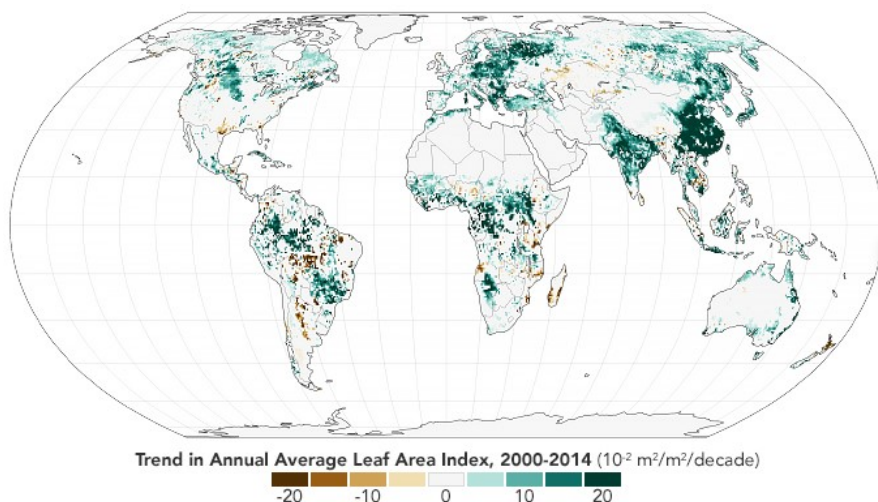 Trend in Annual Average Leaf Area Index, 2000-2014 (10⁻² m²/m²/decade)
-20 -10 0 10 20